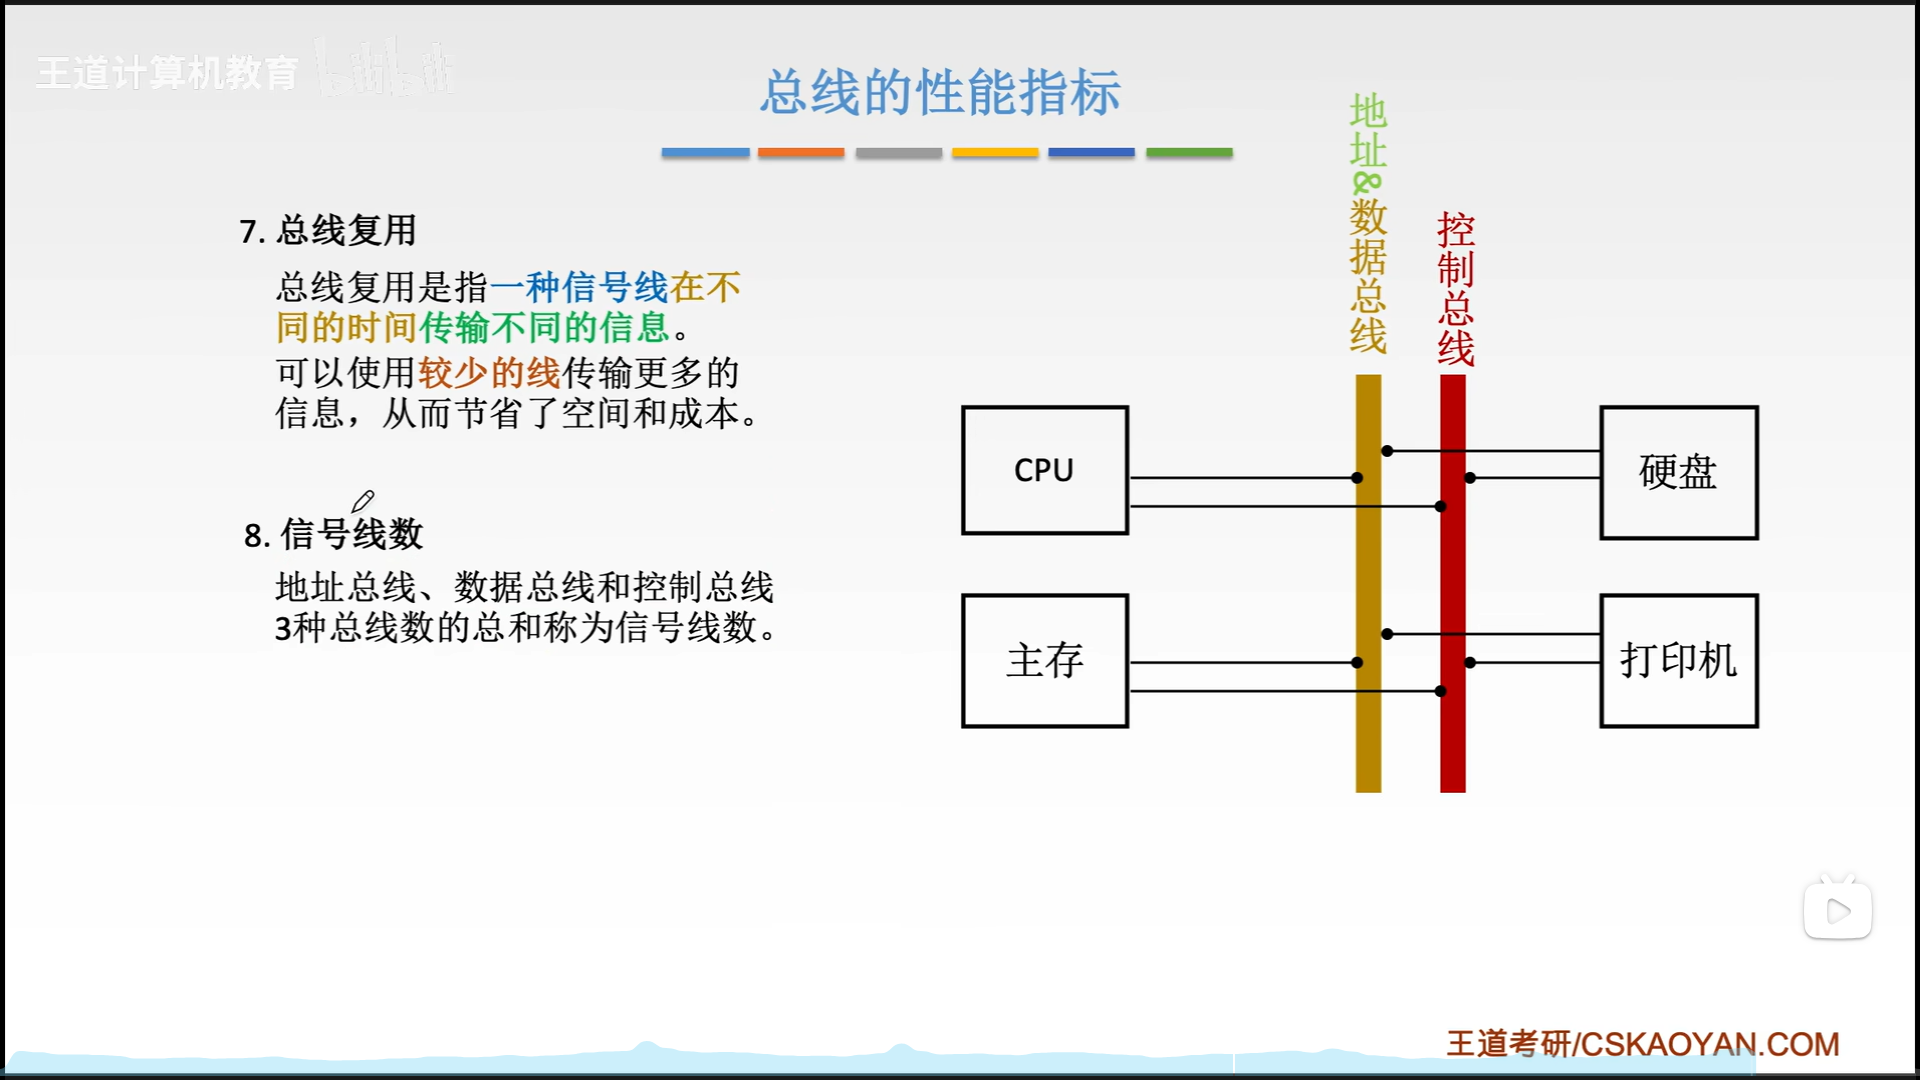 王道计算机教育 bilibili
总线的性能指标
7. 总线复用
总线复用是指一种信号线在不
同的时间传输不同的信息。
可以使用较少的线传输更多的
信息，从而节省了空间和成本。
8. 信号线数
地址总线、数据总线和控制总线
3种总线数的总和称为信号线数。
地址&数据总线
控制总线
CPU
硬盘
主存
打印机
王道考研/CSKAOYAN.COM